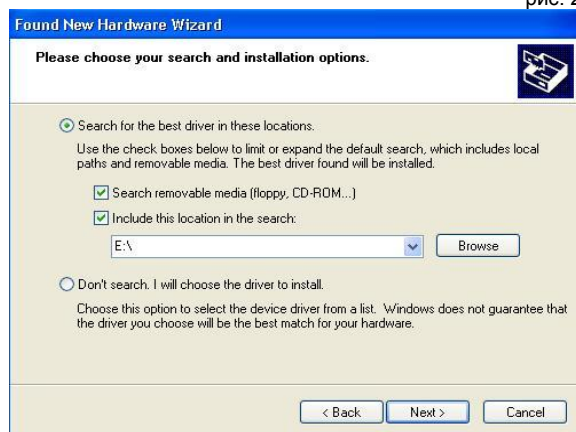 рис. 2
Found New Hardware Wizard
Please choose your search and installation options.
Search for the best driver in these locations.
Use the check boxes below to limit or expand the default search, which includes local
paths and removable media. The best driver found will be installed.
Search removable media (floppy, CD-ROM...)
Include this location in the search:
E:\
Browse
Don't search. I will choose the driver to install.
Choose this option to select the device driver from a list. Windows does not guarantee that
the driver you choose will be the best match for your hardware.
< Back
Next >
Cancel